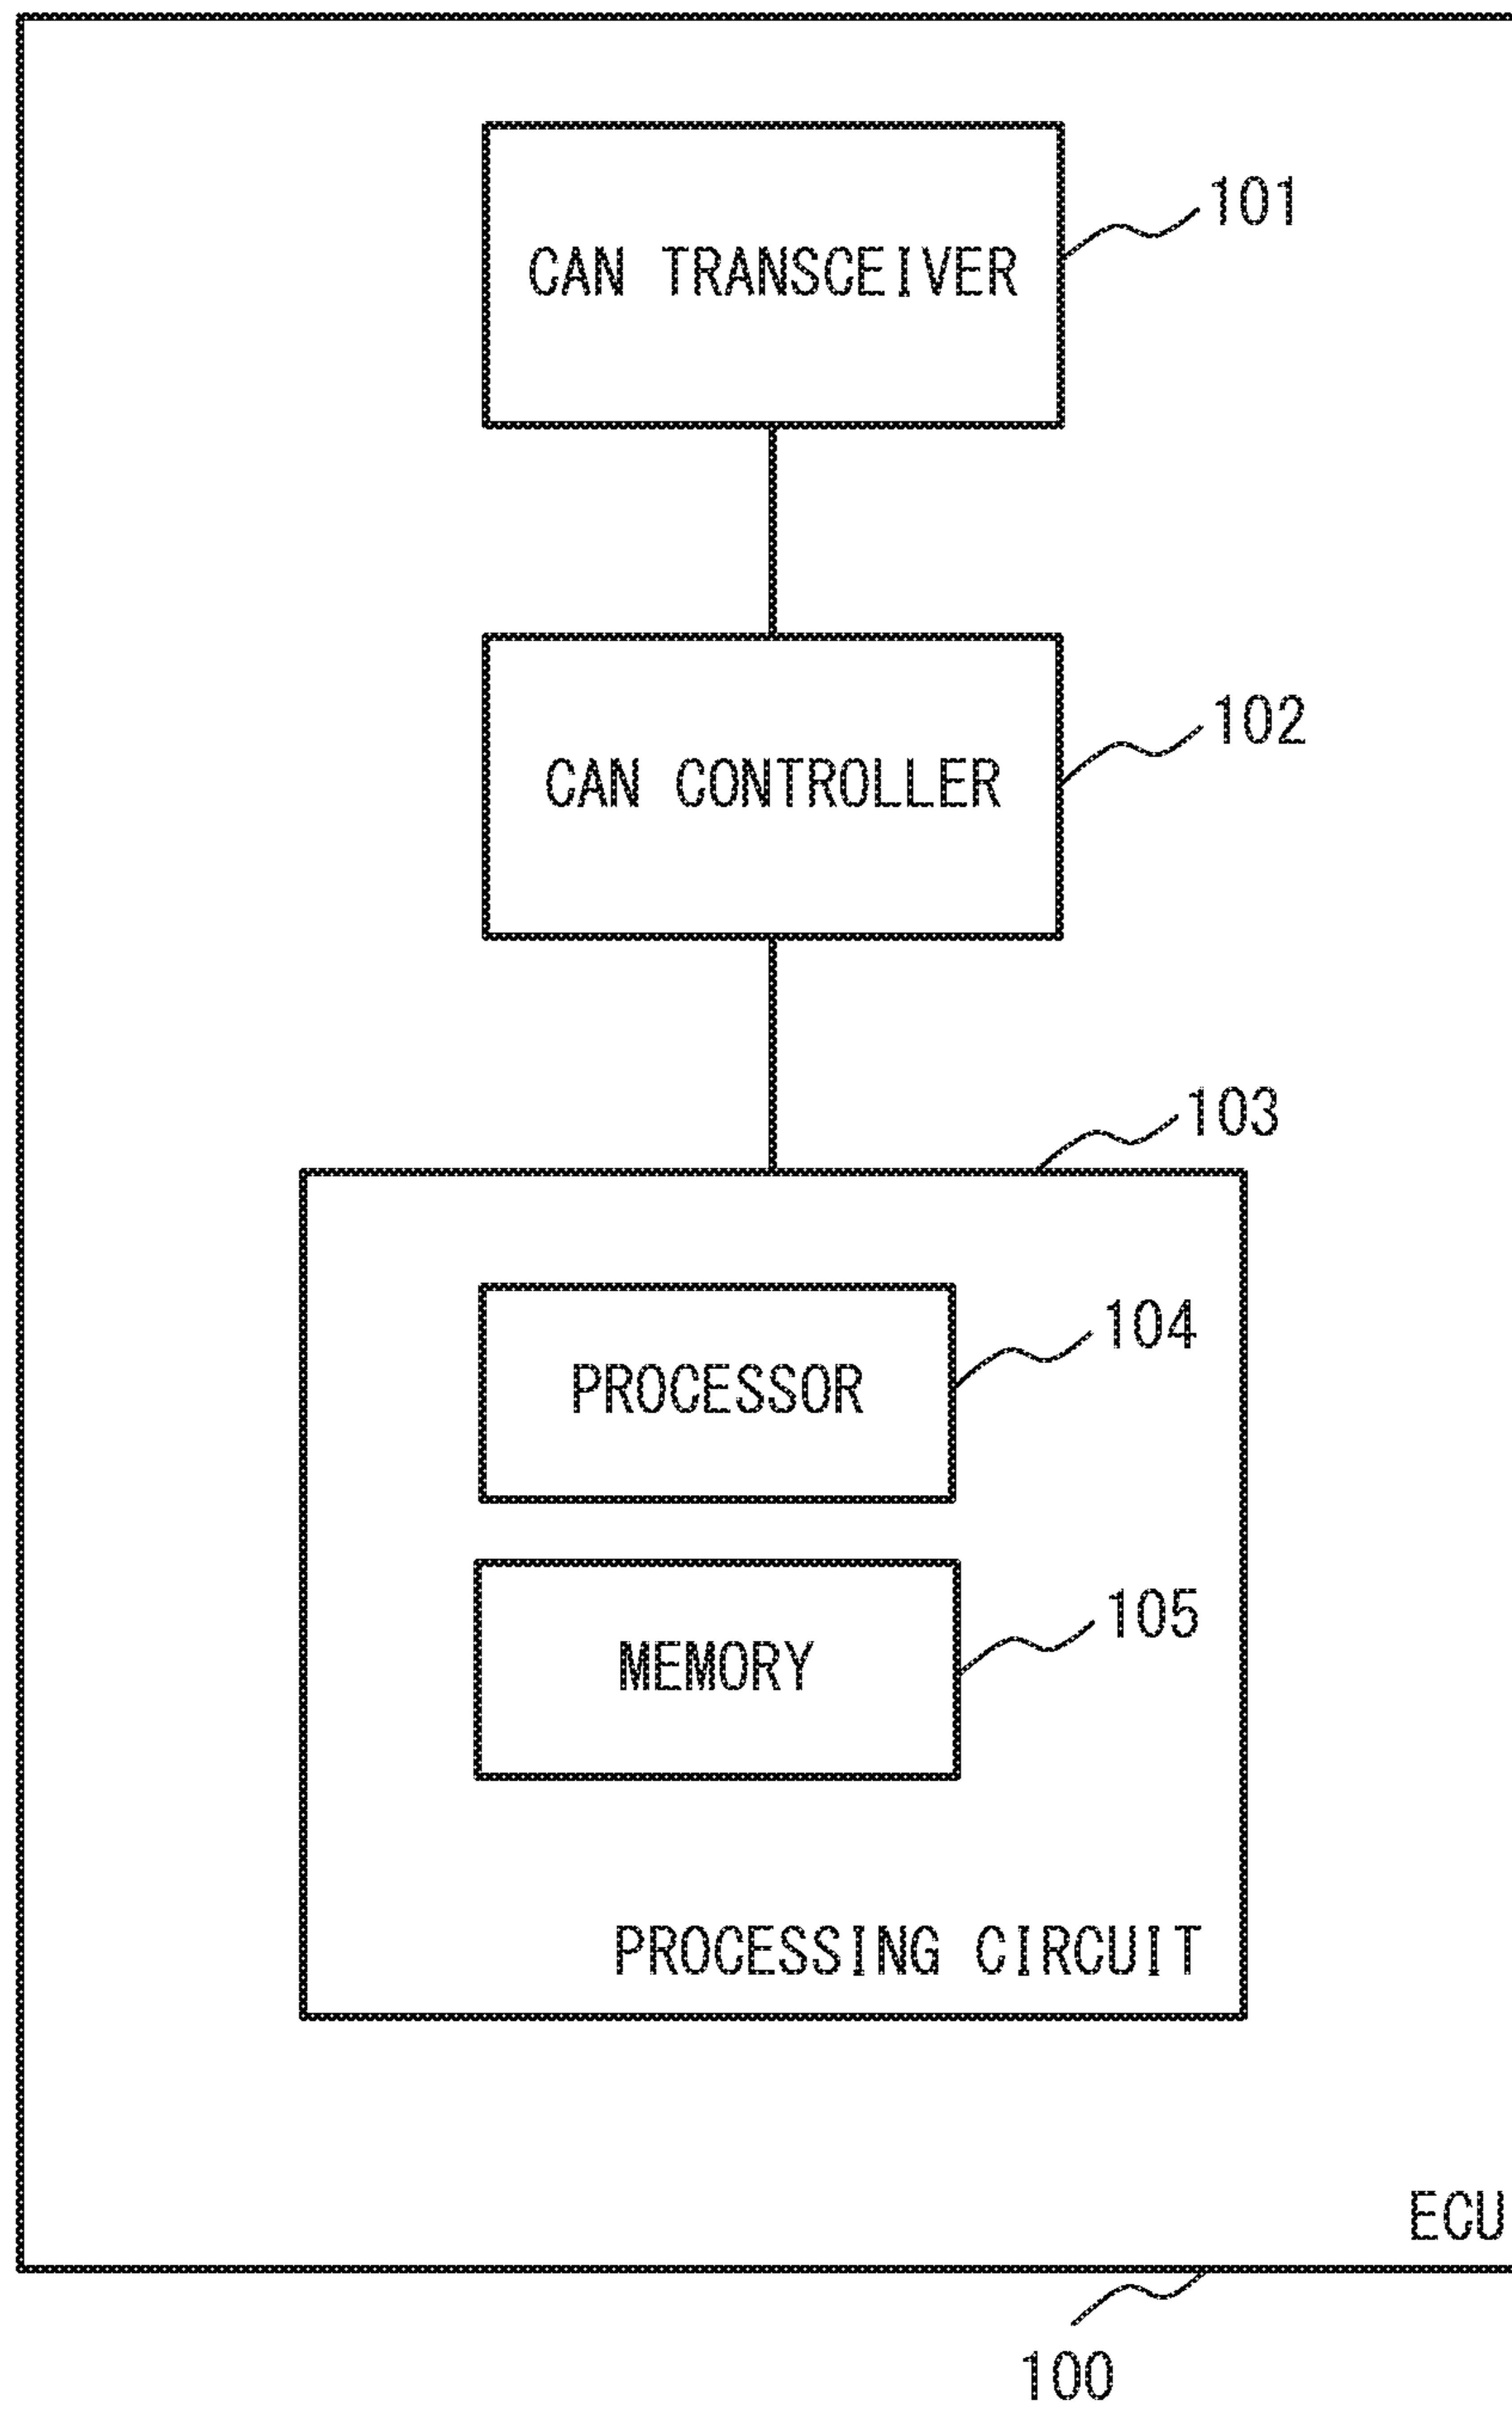 101
CAN TRANSCEIVER
102
CAN CONTROLLER
103
104
PROCESSOR
105
MEMORY
PROCESSING CIRCUIT
ECU
100